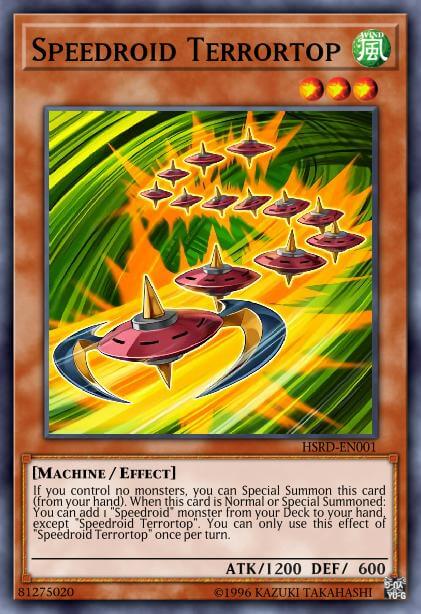 SPEEDROID TERRORTOP
WIND
風
HSRD-EN001
[MACHINE / EFFECT]
If you control no monsters, you can Special Summon this card
(from your hand). When this card is Normal or Special Summoned:
You can add 1 "Speedroid" monster from your Deck to your hand,
except "Speedroid Terrortop". You can only use this effect of
"Speedroid Terrortop" once per turn.
ATK/1200 DEF/ 600
81275020
©1996 KAZUKI TAKAHASHI